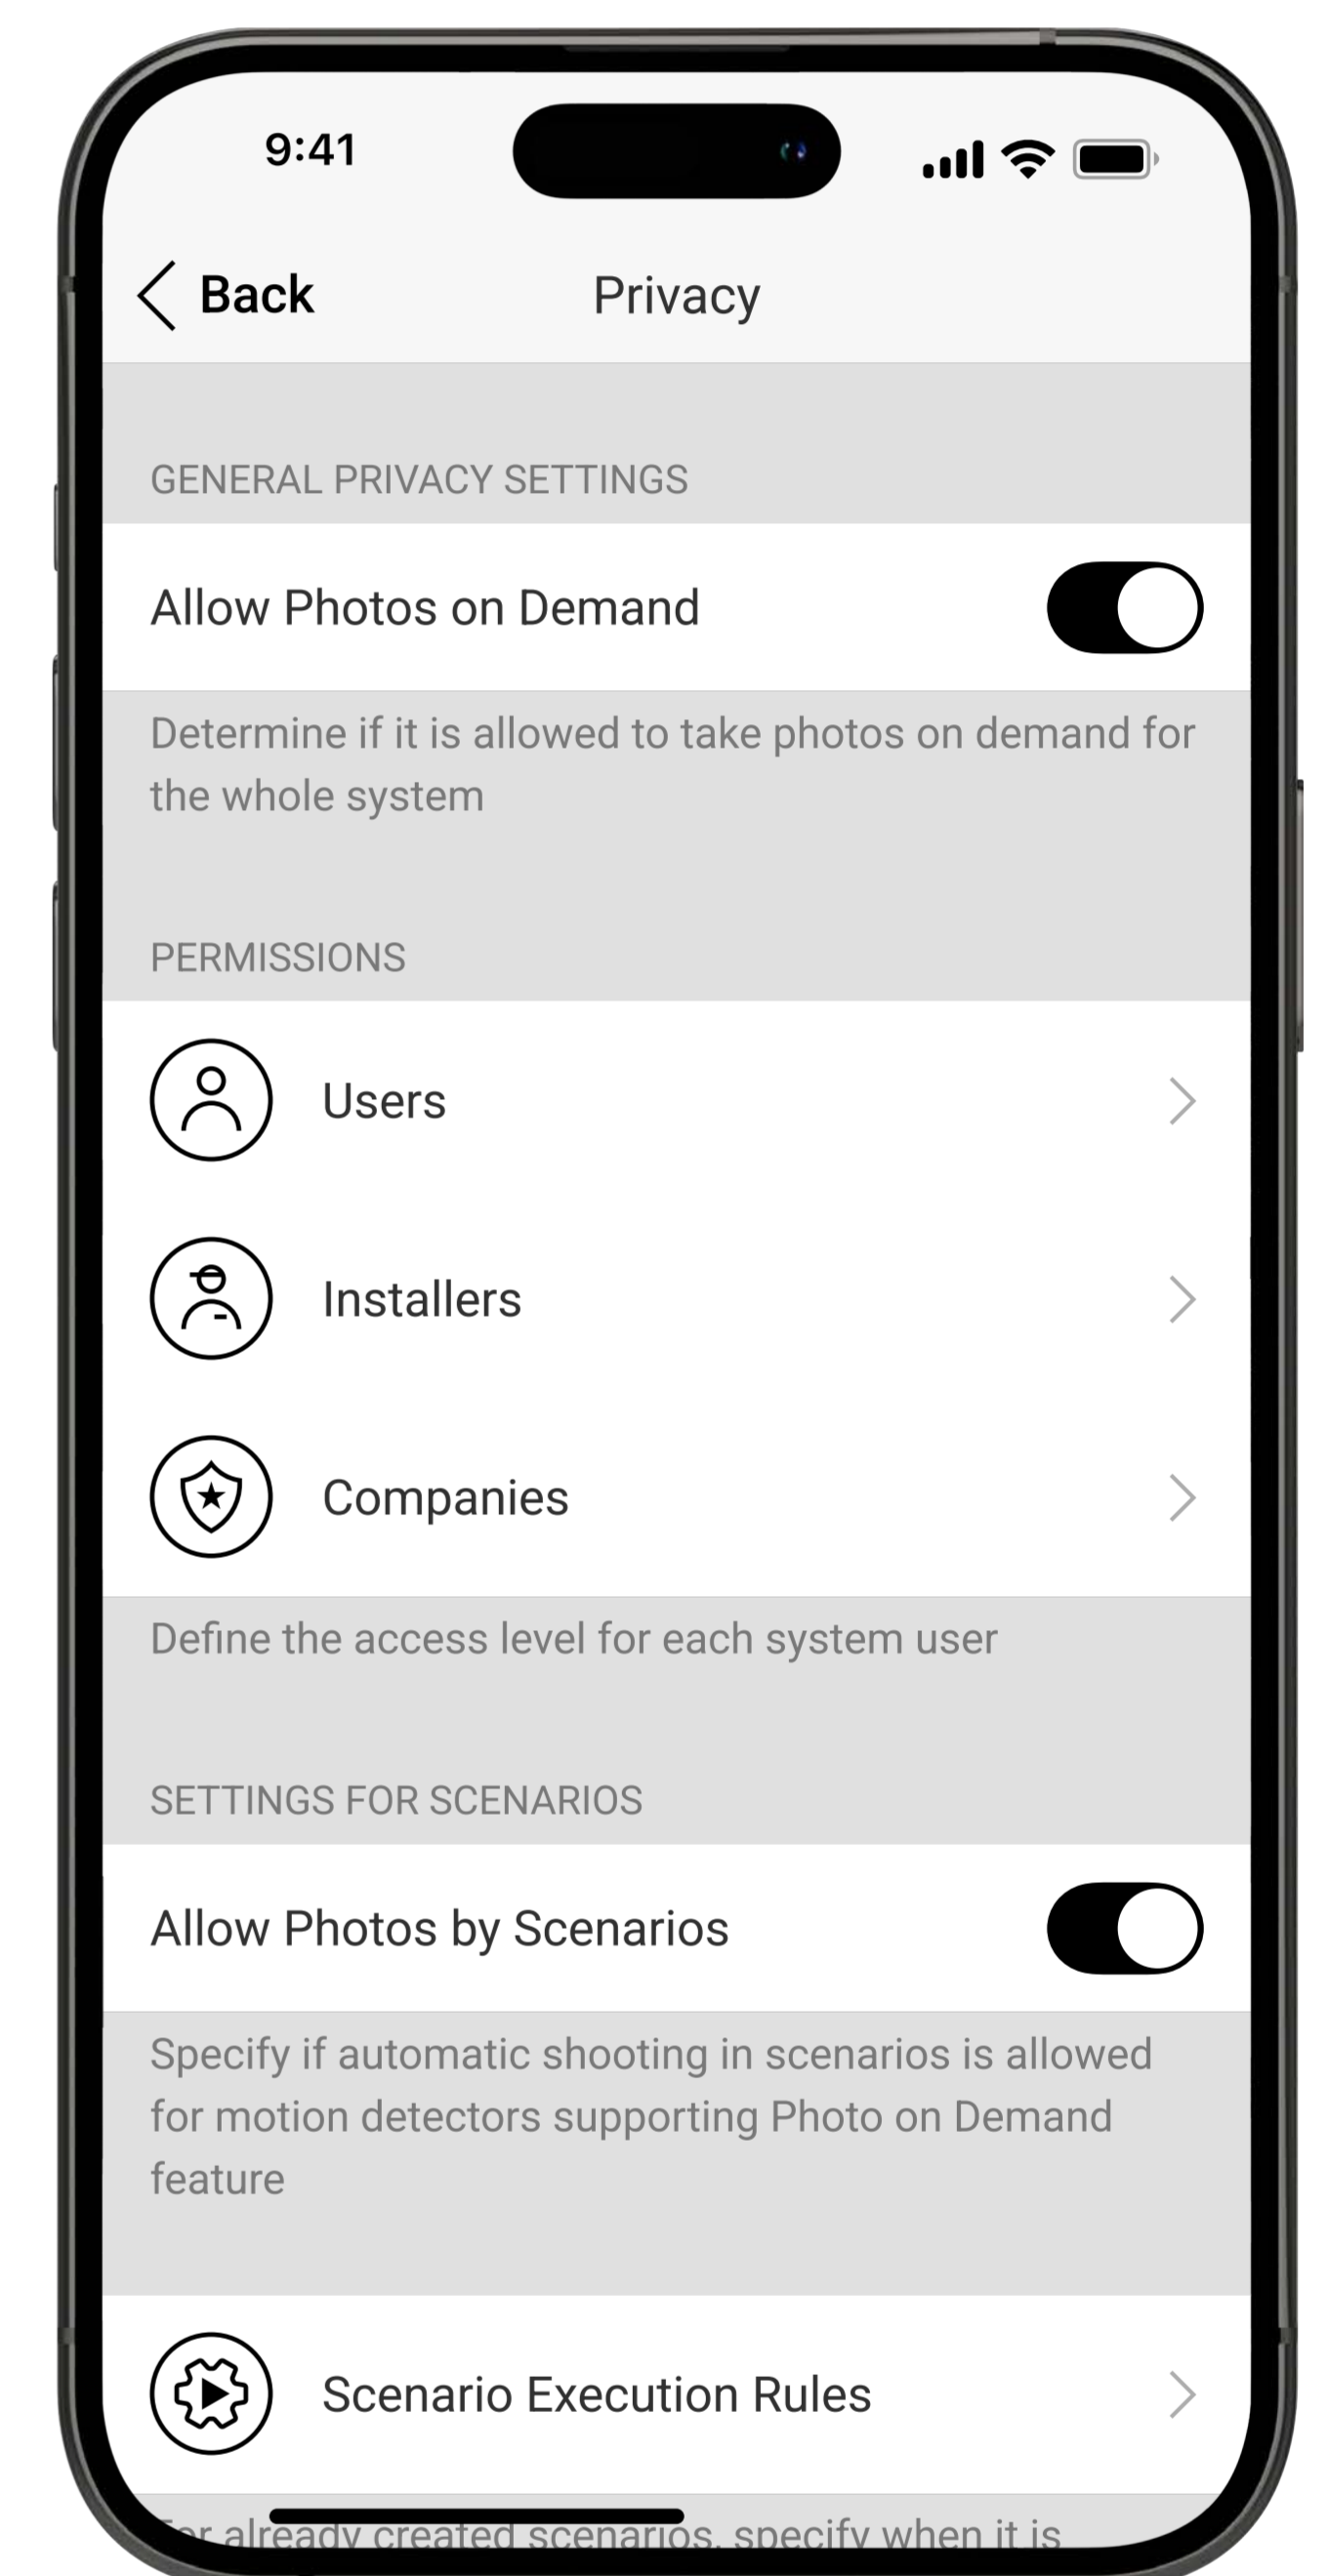 9:41
Back
Privacy
GENERAL PRIVACY SETTINGS
Allow Photos on Demand
Determine if it is allowed to take photos on demand for
the whole system
PERMISSIONS
Users
Installers
Companies
Define the access level for each system user
SETTINGS FOR SCENARIOS
Allow Photos by Scenarios
Specify if automatic shooting in scenarios is allowed
for motion detectors supporting Photo on Demand
feature
Scenario Execution Rules
For already created scenarios, specify when it is